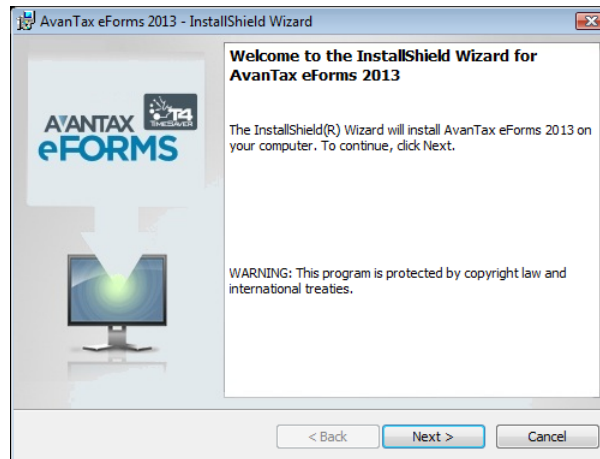 AvanTax eForms 2013 - InstallShield Wizard
Welcome to the InstallShield Wizard for
AvanTax eForms 2013
AVANTAX
T4
TIMESAVER
eFORMS
The InstallShield(R) Wizard will install AvanTax eForms 2013 on
your computer. To continue, click Next.
WARNING: This program is protected by copyright law and
international treaties.
< Back
Next >
Cancel